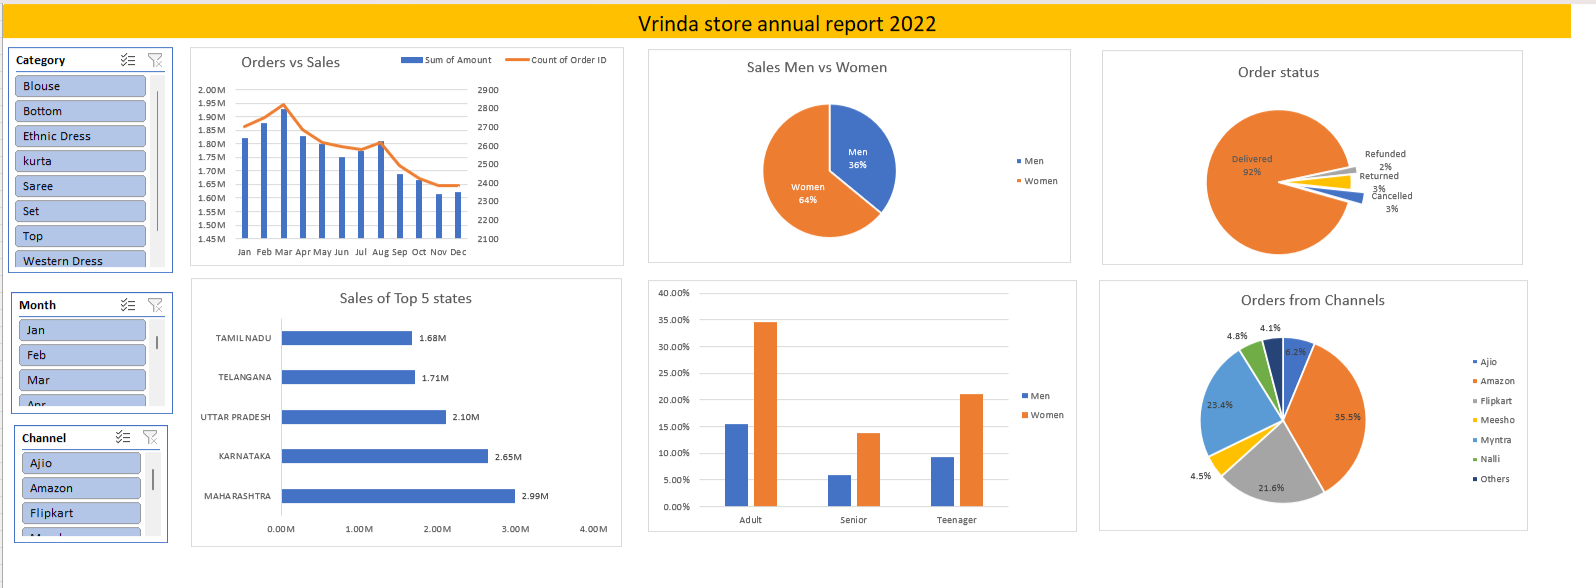 Vrinda store annual report 2022
Category
Blouse
Bottom
Ethnic Dress
kurta
Saree
Set
Top
Western Dress
Month
Jan
Feb
Mar
Apr
Channel
Ajio
Amazon
Flipkart
Orders vs Sales
Sum of Amount
Count of Order ID
2.00M
1.95M
1.90M
1.85M
1.80M
1.75M
1.70M
1.65M
1.60M
1.55M
1.50M
1.45M
2900
2800
2700
2600
2500
2400
2300
2200
2100
Jan Feb Mar Apr May Jun Jul Aug Sep Oct Nov Dec
Sales Men vs Women
Men
36%
Women
64%
Men
Women
Order status
Delivered
92%
Refunded
2%
Returned
3%
Cancelled
3%
Sales of Top 5 states
TAMIL NADU 1.68M
TELANGANA 1.71M
UTTAR PRADESH 2.10M
KARNATAKA 2.65M
MAHARASHTRA 2.99M
0.00M 1.00M 2.00M 3.00M 4.00M
40.00%
35.00%
30.00%
25.00%
20.00%
15.00%
10.00%
5.00%
0.00%
Adult Senior Teenager
Men
Women
Orders from Channels
4.1%
4.8%
6.2%
23.4%
35.5%
4.5%
21.6%
Ajio
Amazon
Flipkart
Meesho
Myntra
Nalli
Others